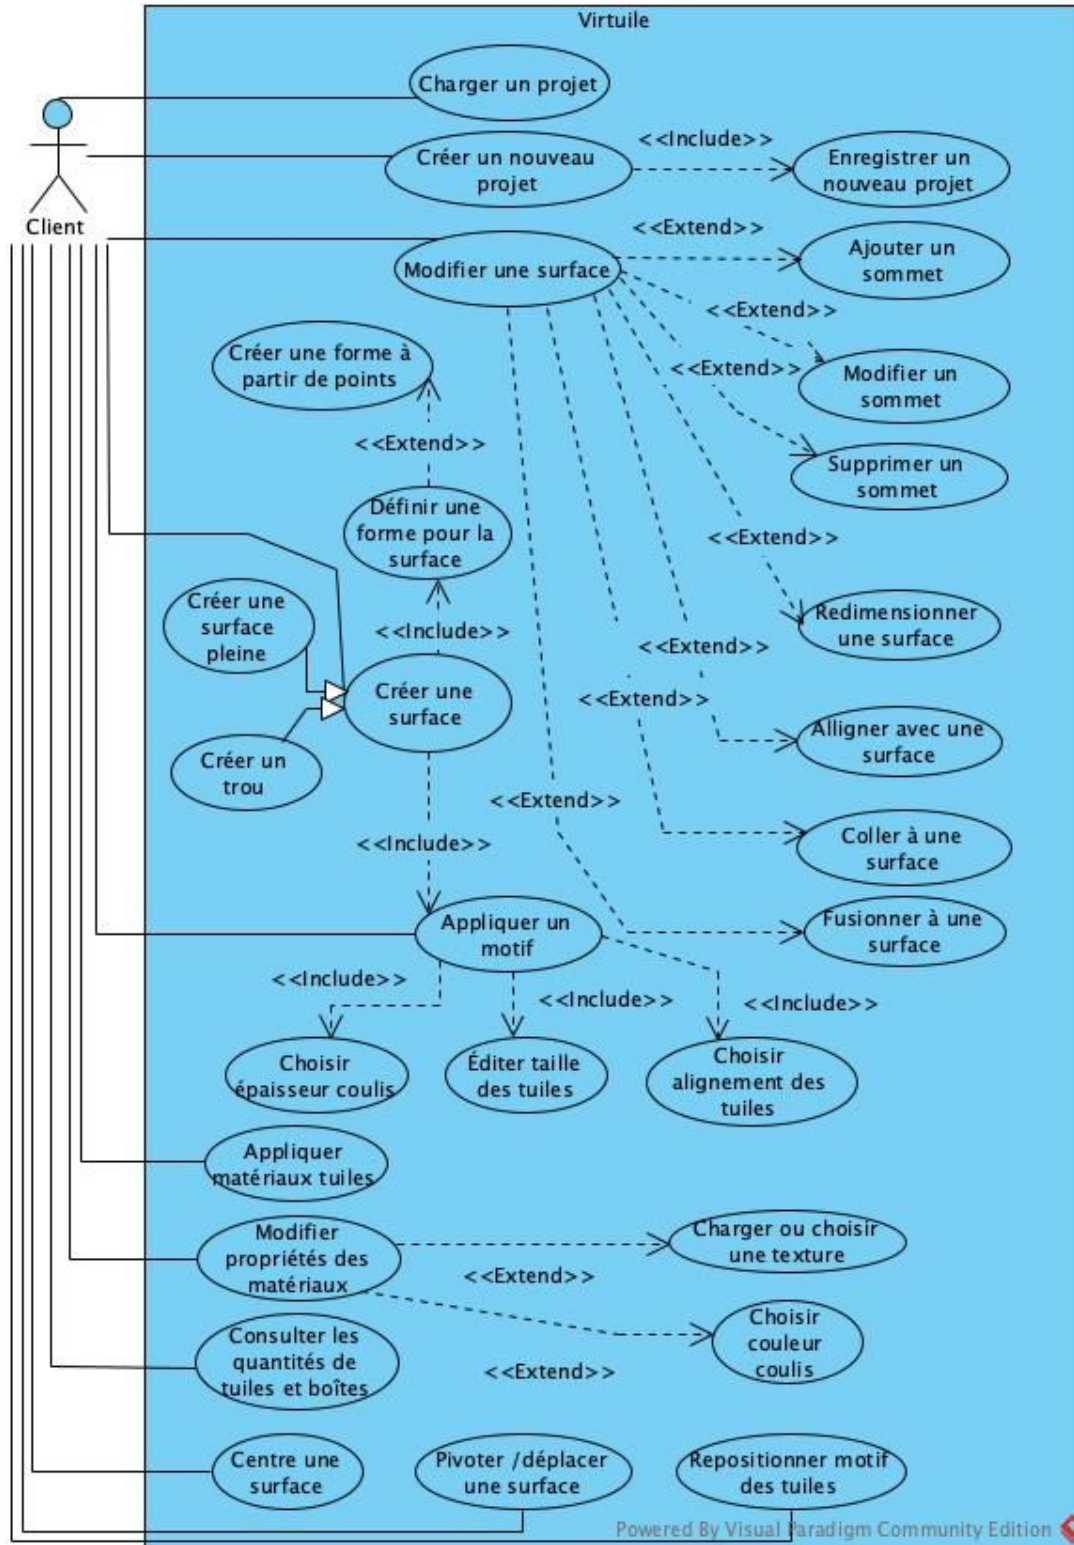 Virtuile
Charger un projet
Client
Créer un nouveau
projet
<<Include>>
Enregistrer un
nouveau projet
<<Extend>>
Ajouter un
sommet
Modifier une surface
<<Extend>>
Modifier un
sommet
<<Extend>>
Supprimer un
sommet
Créer une forme à
partir de points
<<Extend>>
Définir une
forme pour la
surface
<<Extend>>
Redimensionner
une surface
Créer une
surface
pleine
<<Include>>
<<Extend>>
Créer une
surface
<<Extend>>
Alligner avec une
surface
Créer un
trou
<<Extend>>
Coller à une
surface
<<Include>>
Appliquer un
motif
Fusionner à une
surface
<<Include>>
<<Include>>
<<Include>>
Choisir
épaisseur coulis
Éditer taille
des tuiles
Choisir
alignement des
tuiles
Appliquer
matériaux tuiles
Modifier
propriétés des
matériaux
Charger ou choisir
une texture
<<Extend>>
Choisir
couleur
coulis
Consulter les
quantités de
tuiles et boîtes
<<Extend>>
Centre une
surface
Pivoter /déplacer
une surface
Repositionner motif
des tuiles
Powered By Visual Paradigm Community Edition